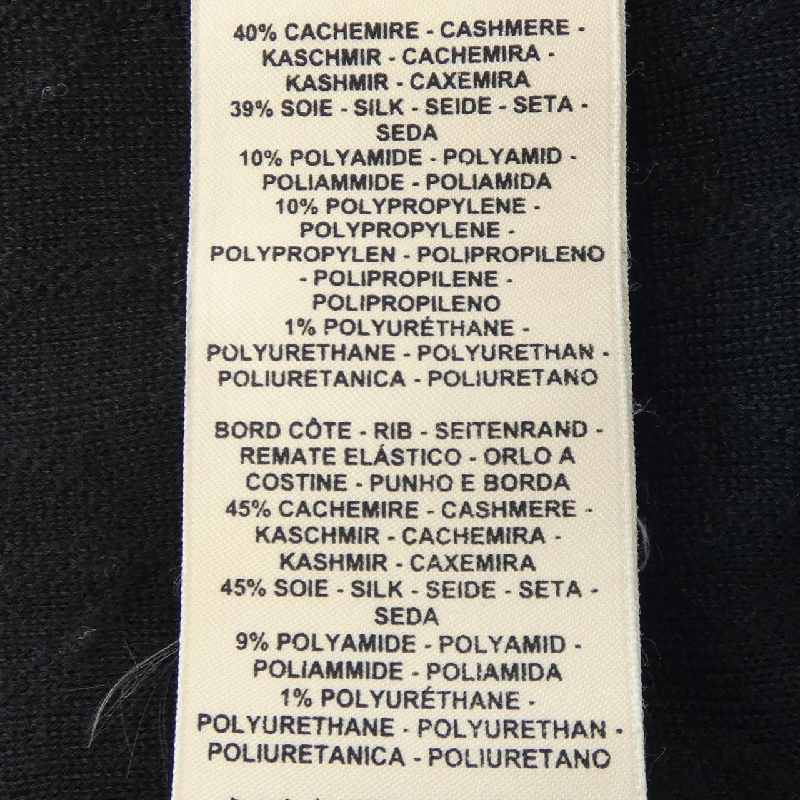 40% CACHEMIRE - CASHMERE -
KASCHMIR - CACHEMIRA -
KASHMIR - CAXEMIRA
39% SOIE - SILK - SEIDE - SETA -
SEDA
10% POLYAMIDE - POLYAMID -
POLIAMMIDE - POLIAMIDA
10% POLYPROPYLENE -
POLYPROPYLENE -
POLYPROPYLEN - POLIPROPILENO
- POLIPROPILENE -
POLIPROPILENO
1% POLYURÉTHANE -
POLYURETHANE - POLYURETHAN -
POLIURETANICA - POLIURETANO
BORD CÔTE - RIB - SEITENRAND -
REMATE ELÁSTICO - ORLO A
COSTINE - PUNHO E BORDA
45% CACHEMIRE - CASHMERE -
KASCHMIR - CACHEMIRA -
KASHMIR - CAXEMIRA
45% SOIE - SILK - SEIDE - SETA -
SEDA
9% POLYAMIDE - POLYAMID -
POLIAMMIDE - POLIAMIDA
1% POLYURÉTHANE -
POLYURETHANE - POLYURETHAN -
POLIURETANICA - POLIURETANO